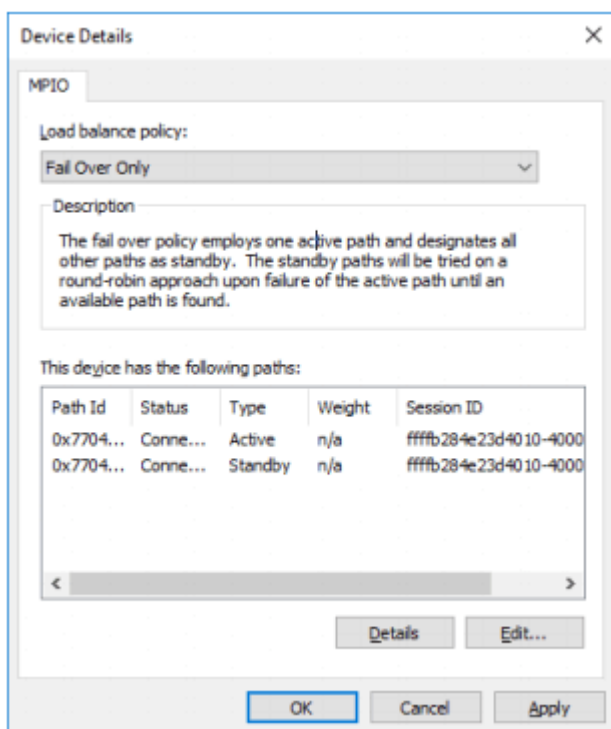 Device Details
MPIO
Load balance policy:
Fail Over Only
Description
The fail over policy employs one active path and designates all
other paths as standby. The standby paths will be tried on a
round-robin approach upon failure of the active path until an
available path is found.
This device has the following paths:
Path Id Status Type Weight Session ID
0x7704... Conne... Active n/a ffffb284e23d4010-4000
0x7704... Conne... Standby n/a ffffb284e23d4010-4000
Details Edit...
OK Cancel Apply